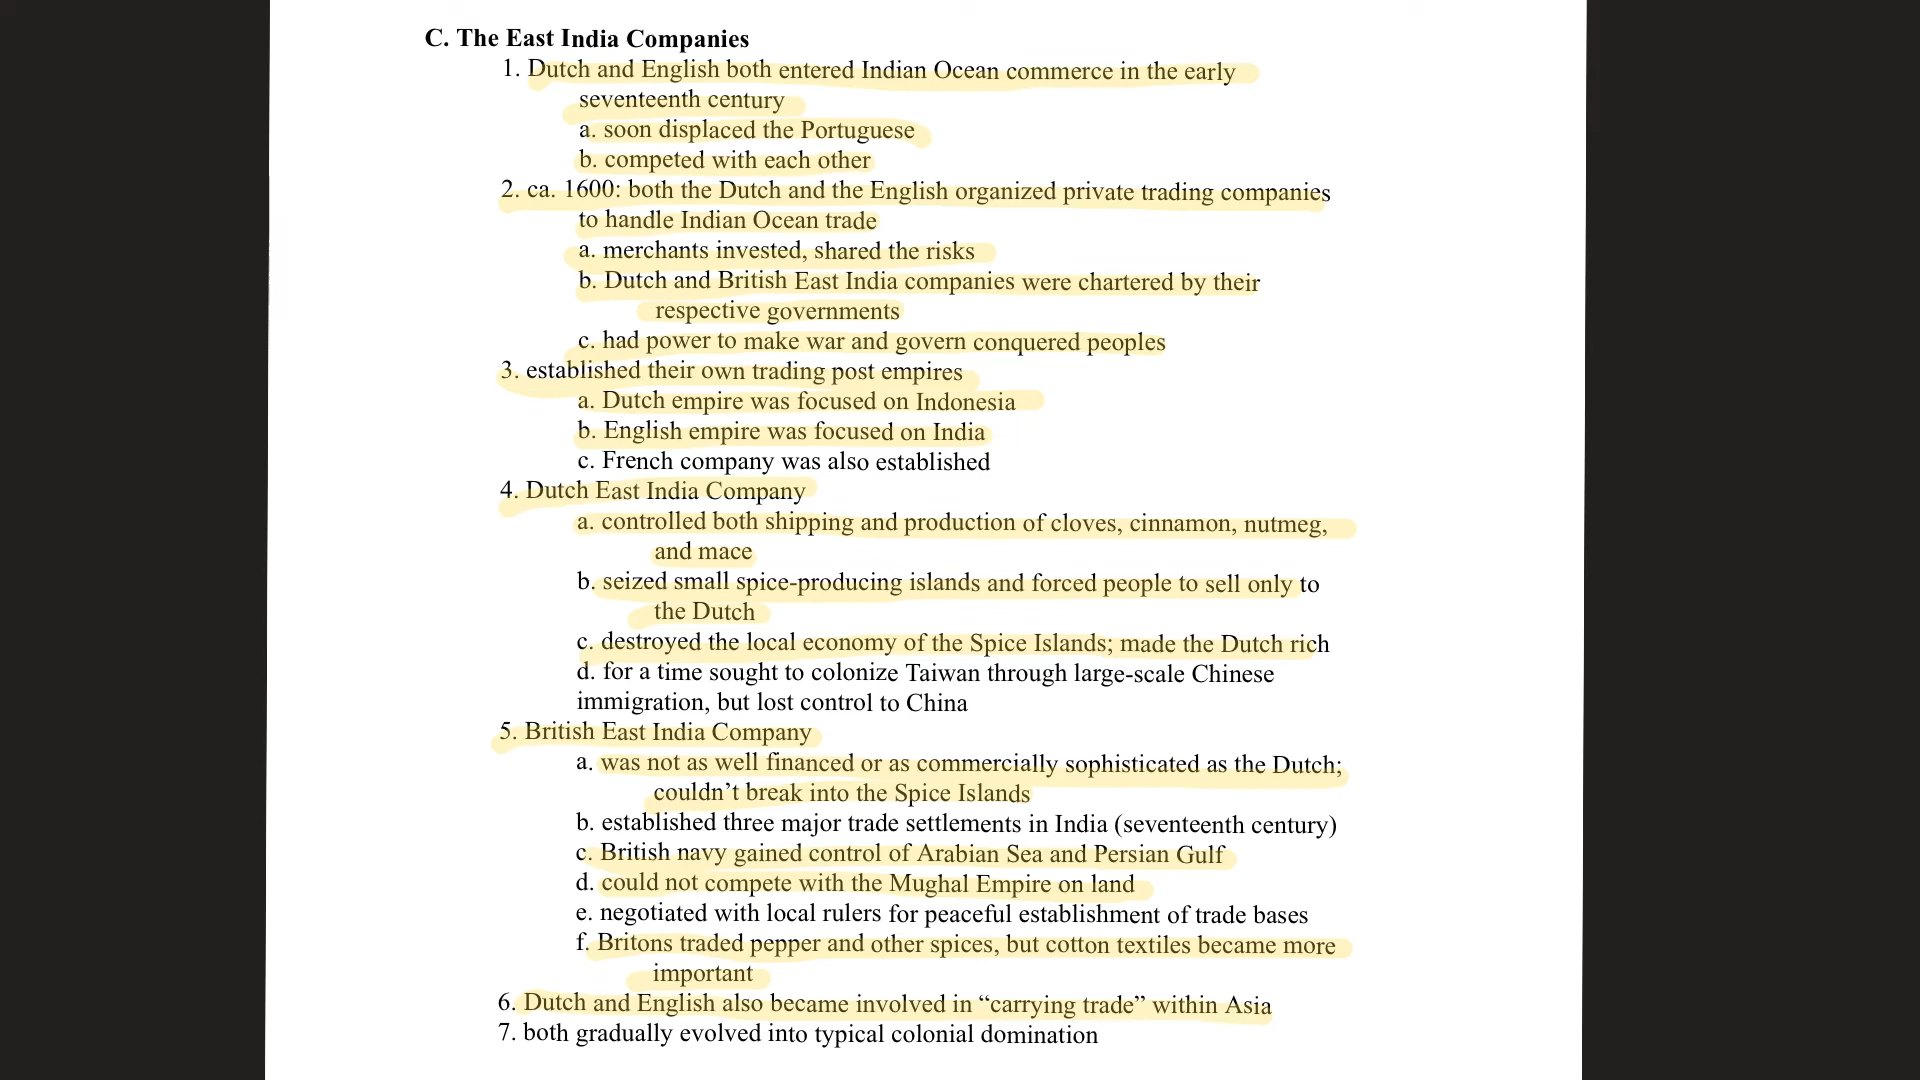 C. The East India Companies
1. Dutch and English both entered Indian Ocean commerce in the early
seventeenth century
a. soon displaced the Portuguese
b. competed with each other
2. ca. 1600: both the Dutch and the English organized private trading companies
to handle Indian Ocean trade
a. merchants invested, shared the risks
b. Dutch and British East India companies were chartered by their
respective governments
c. had power to make war and govern conquered peoples
3. established their own trading post empires
a. Dutch empire was focused on Indonesia
b. English empire was focused on India
c. French company was also established
4. Dutch East India Company
a. controlled both shipping and production of cloves, cinnamon, nutmeg,
and mace
b. seized small spice-producing islands and forced people to sell only to
the Dutch
c. destroyed the local economy of the Spice Islands; made the Dutch rich
d. for a time sought to colonize Taiwan through large-scale Chinese
immigration, but lost control to China
5. British East India Company
a. was not as well financed or as commercially sophisticated as the Dutch;
couldn’t break into the Spice Islands
b. established three major trade settlements in India (seventeenth century)
c. British navy gained control of Arabian Sea and Persian Gulf
d. could not compete with the Mughal Empire on land
e. negotiated with local rulers for peaceful establishment of trade bases
f. Britons traded pepper and other spices, but cotton textiles became more
important
6. Dutch and English also became involved in “carrying trade” within Asia
7. both gradually evolved into typical colonial domination